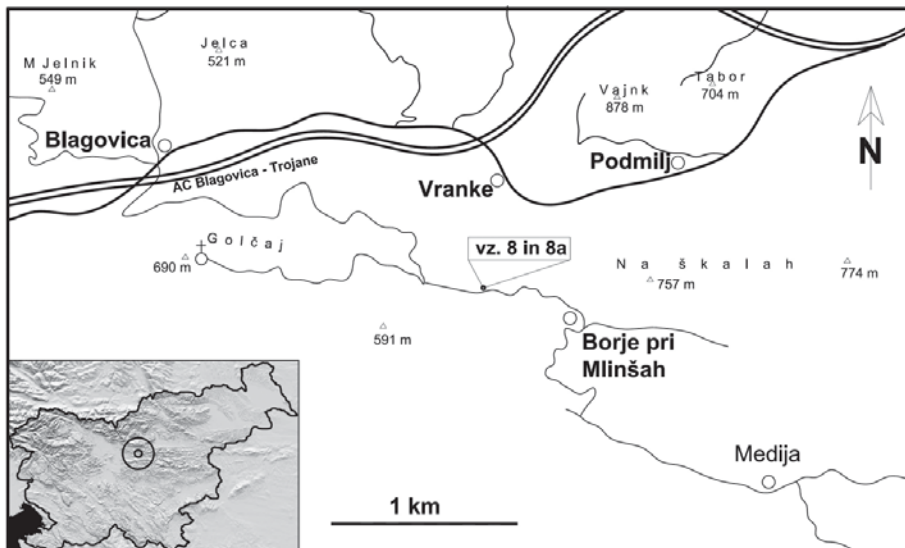 Jelca
521 m
M Jelnik
549 m
Tabor
704 m
Vajnk
878 m
N
Blagovica
Podmilj
AC Blagovica - Trojane
Vranke
Golčaj
690 m
vz. 8 in 8a
Na škalah
774 m
757 m
591 m
Borje pri
Mlinšah
Medija
1 km